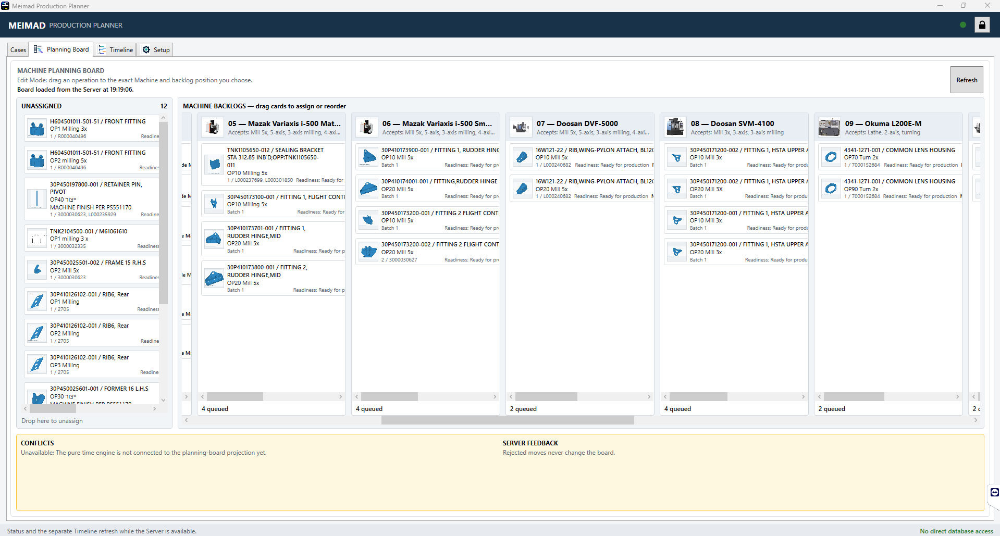 Meimad Production Planner
MEIMAD PRODUCTION PLANNER
Cases
Planning Board
Timeline
Setup
MACHINE PLANNING BOARD
Edit Mode: drag an operation to the exact Machine and backlog position you choose.
Board loaded from the Server at 19:19:06.
Refresh
UNASSIGNED 12
H604501011-501-51 / FRONT FITTING
OP1 Milling 3x
1 / R000040496 Readine
H604501011-501-51 / FRONT FITTING
OP2 milling 5x
1 / R000040496 Readines
30P450197800-001 / RETAINER PIN,
PIVOT
OP40 ייצור
MACHINE FINISH PER PS551170
1 / 3000030623, L000235929 Readine
TNK2104500-001 / M61061610
OP1 milling 3 x
1 / 3000032335 Readiness
30P450025501-002 / FRAME 15 R.H.S
OP2 Mill 5x
1 / 3000030623 Readines
30P410126102-001 / RIB6, Rear
OP1 Milling
1 / 2705 Readiness
30P410126102-001 / RIB6, Rear
OP2 Milling
1 / 2705 Readine
30P410126102-001 / RIB6, Rear
OP3 Milling
1 / 2705 Readine
30P450025601-001 / FORMER 16 L.H.S
OP30 ייצור
MACHINE FINISH PER PS551170
Drop here to unassign
MACHINE BACKLOGS — drag cards to assign or reorder
de M
de M
e M
le M
e M
e M
05 — Mazak Variaxis i-500 Mat...
Accepts: Mill 5x, 5-axis, 3-axis milling, 4-axi...
TNK1105650-012 / SEALING BRACKET
STA 312.85 INB'D,OPP:TNK1105650-
011
OP10 Milling 5x
1 / L000237699, L000301850 Readiness: Ready for
30P450173100-001 / FITTING 1, FLIGHT CONT
OP10 Milling 5x
Batch 1 Readiness: Ready for
30P410173701-001 / FITTING 1,
RUDDER HINGE,MID
OP20 Mill 5x
Batch 1 Readiness: Ready for p
30P410173800-001 / FITTING 2,
RUDDER HINGE,MID
OP20 Mill 5x
Batch 1 Readiness: Ready for p
4 queued
06 — Mazak Variaxis i-500 Sm...
Accepts: Mill 5x, 5-axis, 3-axis milling, 4-axi...
30P410173900-001 / FITTING 1, RUDDER HING
OP10 Mill 5x
Batch 1 Readiness: Ready for pr
30P410174001-001 / FITTING,RUDDER HINGE
OP20 Mill 5x
Batch 1 Readiness: Ready for pr
30P450173200-001 / FITTING 2 FLIGHT CONT
OP10 Mill 5x
Batch 1 Readiness: Ready for pr
30P450173200-002 / FITTING 2 FLIGHT CONT
OP20 Mill 5x
2 / 3000030627 Readiness: Ready for pr
4 queued
07 — Doosan DVF-5000
Accepts: Mill 5x, 5-axis, 3-axis milling, 4-axi...
16W121-22 / RIB,WING-PYLON ATTACH, BL120
OP10 Mill 5x
1 / L000240682 Readiness: Ready for production M
16W121-22 / RIB,WING-PYLON ATTACH, BL120
OP20 Mill 5x
1 / L000240682 Readiness: Ready for production M
2 queued
08 — Doosan SVM-4100
Accepts: Mill 3x, 3-axis, 3-axis milling
30P450171200-002 / FITTING 1, HSTA UPPER A
OP10 Mill 3x
Batch 1 Readiness: Ready produ
30P450171200-002 / FITTING 1, HSTA UPPER A
OP20 Mill 3X
Batch 1 Readiness: Ready for produ
30P450171200-001 / FITTING 1, HSTA UPPER A
OP10 Mill 3x
Batch 1 Readiness: Ready for produ
30P450171200-001 / FITTING 1, HSTA UPPER A
OP20 Mill 3x
Batch 1 Readiness: Ready for produ
4 queued
09 — Okuma L200E-M
Accepts: Lathe, 2-axis, turning
4341-1271-001 / COMMON LENS HOUSING
OP70 Turn 2x
1 / 7000152684 Readiness: Ready for production
4341-1271-001 / COMMON LENS HOUSING
OP90 Turn 2x
1 / 7000152684 Readiness: Ready for production
2 queued
2 q
CONFLICTS
Unavailable: The pure time engine is not connected to the planning-board projection yet.
SERVER FEEDBACK
Rejected moves never change the board.
Status and the separate Timeline refresh while the Server is available.
No direct database access